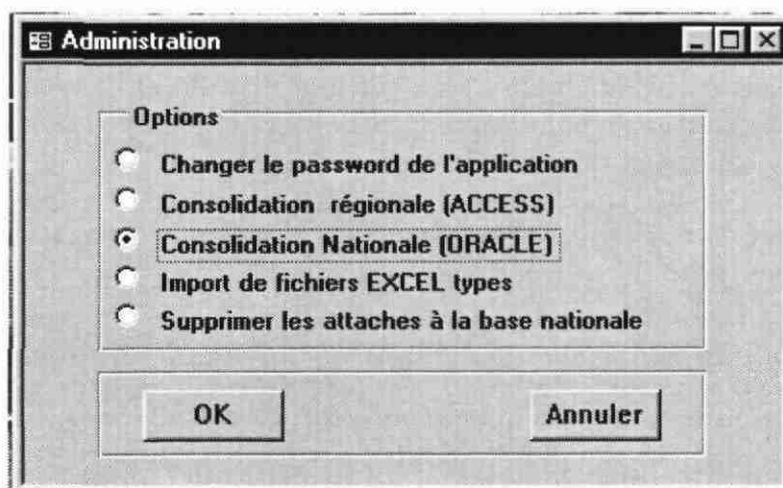 Administration
Options
Changer le password de l'application
Consolidation régionale (ACCESS)
Consolidation Nationale (ORACLE)
Import de fichiers EXCEL types
Supprimer les attaches à la base nationale
OK
Annuler